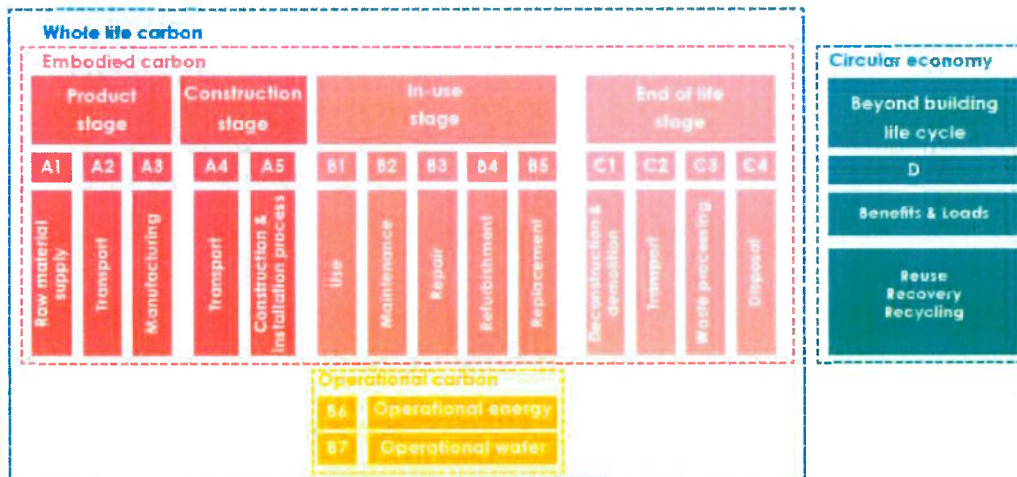 Whole life carbon
Embodied carbon
Circular economy
Product
stage
Construction
stage
In-use
stage
End of life
stage
Beyond building
life cycle
A1 A2 A3 A4 A5 B1 B2 B3 B4 B5 C1 C2 C3 C4
D
Raw material
supply
Transport
Manufacturing
Transport
Construction &
installation process
Use
Maintenance
Repair
Refurbishment
Replacement
Deconstruction &
demolition
Transport
Waste processing
Disposal
Benefits & Loads
Reuse
Recovery
Recycling
Operational carbon
B6 Operational energy
B7 Operational water